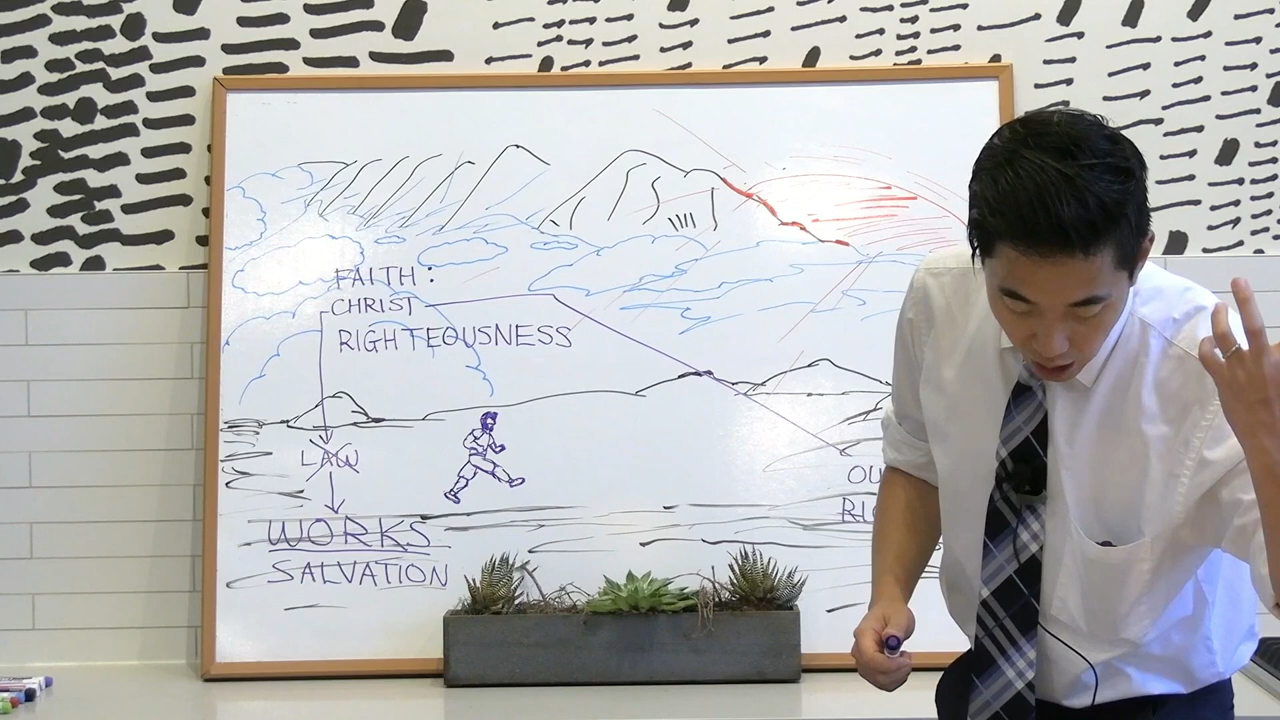 FAITH:
CHRIST
RIGHTEOUSNESS
LAW
WORKS
SALVATION